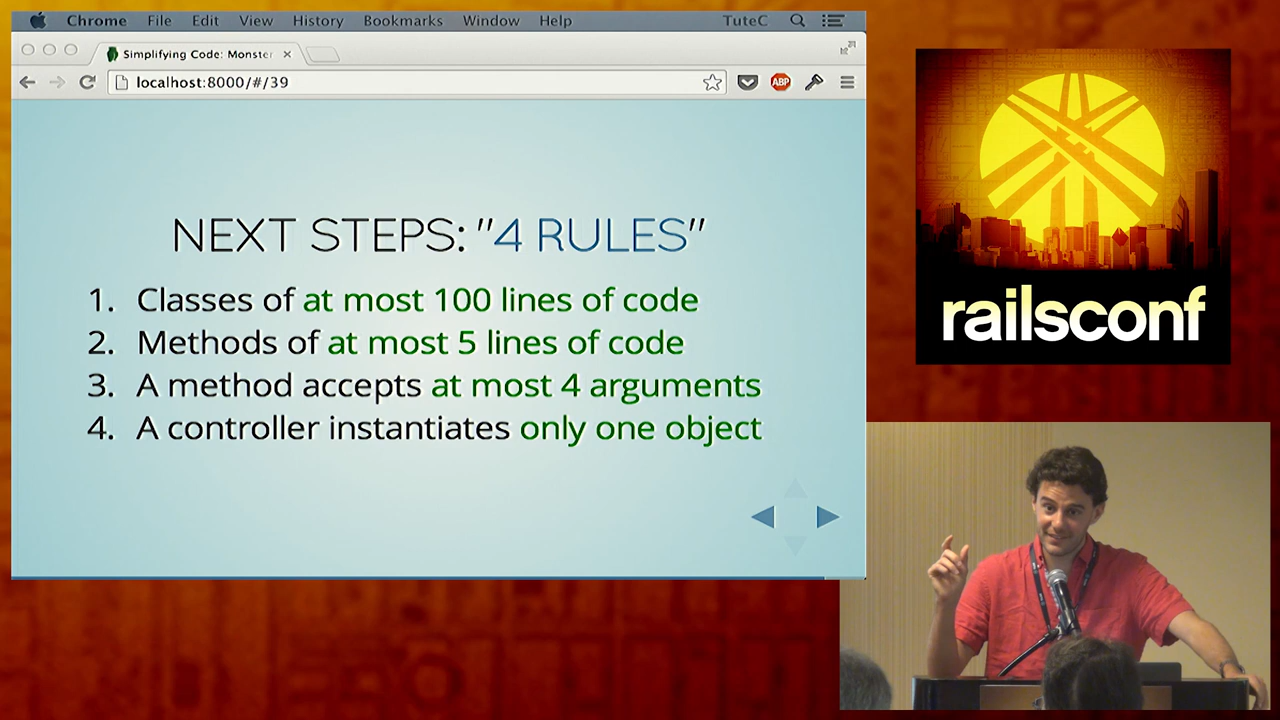 Chrome File Edit View History Bookmarks Window Help TuteC
Simplifying Code: Monster
localhost:8000/#/39
ABP
NEXT STEPS: "4 RULES"
1. Classes of at most 100 lines of code
2. Methods of at most 5 lines of code
3. A method accepts at most 4 arguments
4. A controller instantiates only one object
railsconf